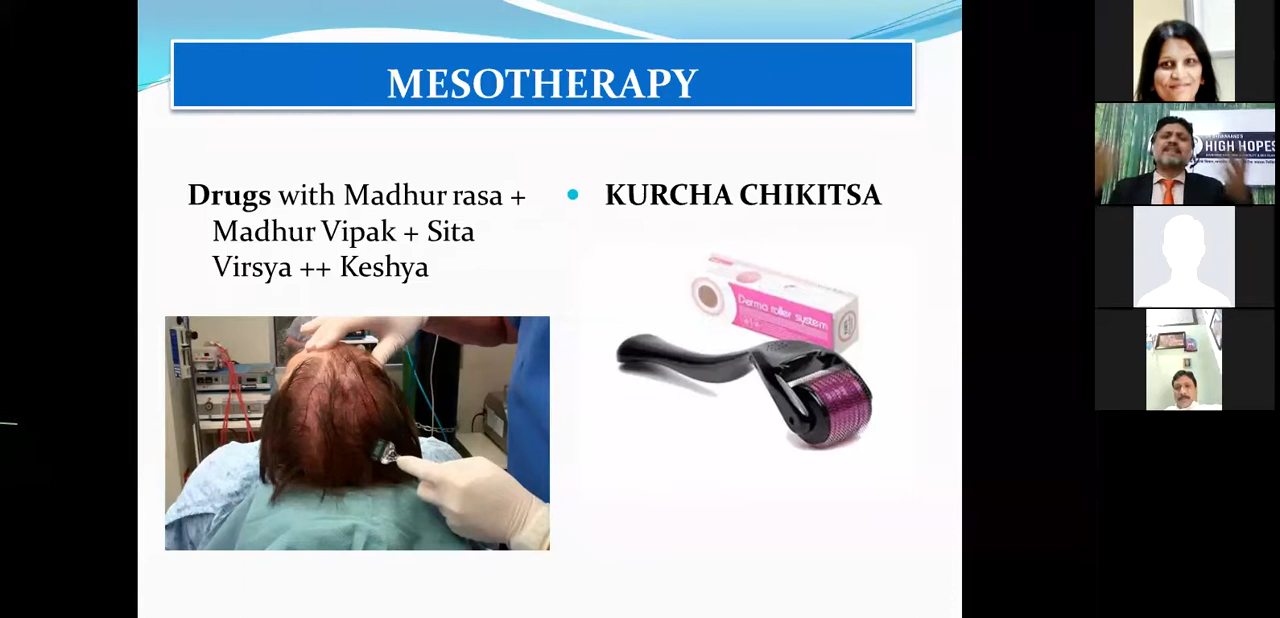 MESOTHERAPY
Drugs with Madhur rasa +
Madhur Vipak + Sita
Virsya ++ Keshya
• KURCHA CHIKITSA
Derma roller system
HIGH HOPES